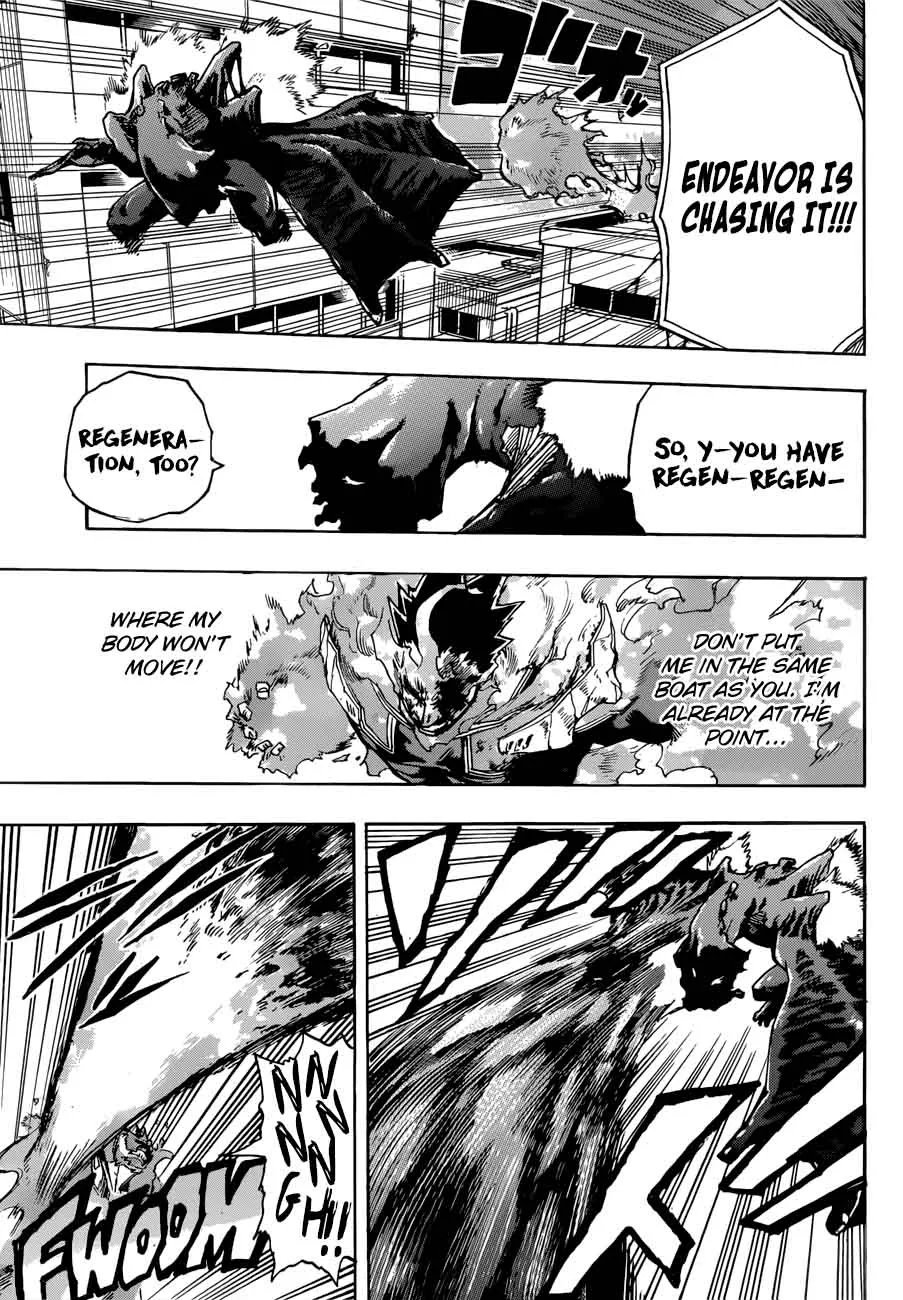 ENDEAVOR IS
CHASING IT!!!
ゴオッ
SO, Y-YOU HAVE
REGEN-REGEN-
REGENERA-
TION, TOO?
DON'T PUT
ME IN THE SAME
BOAT AS YOU. I'M
ALREADY AT THE
POINT...
WHERE MY
BODY WON'T
MOVE!!
NNNNGH!!
FWOOM